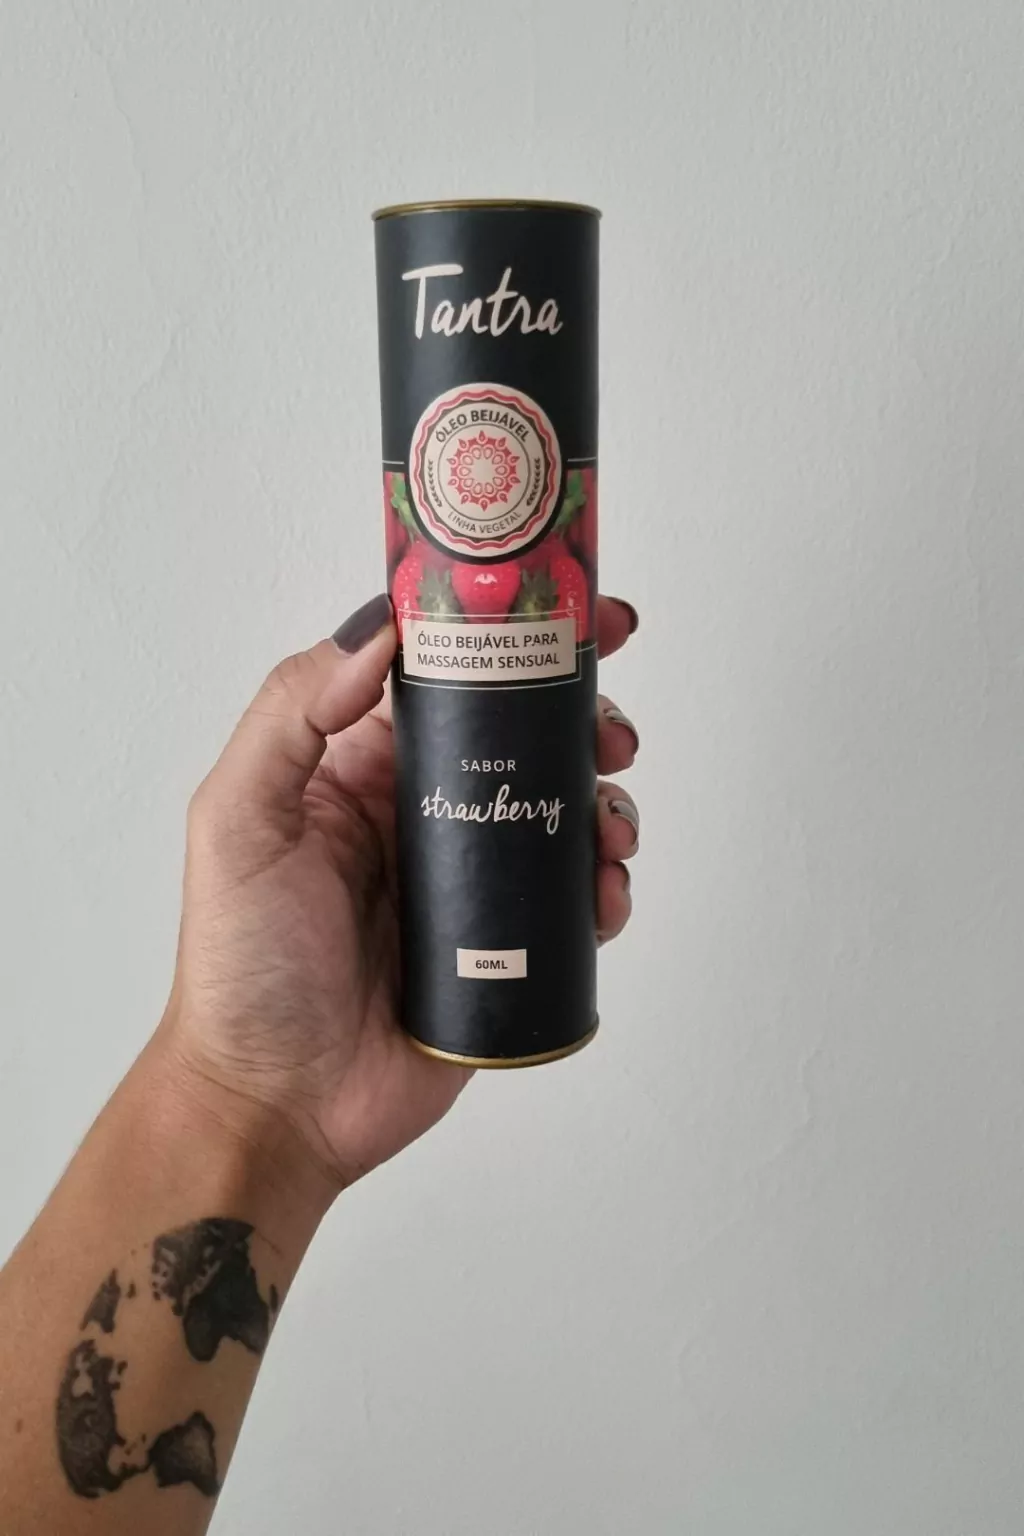 Tantra
ÓLEO BEIJÁVEL
LINHA VEGETAL
ÓLEO BEIJÁVEL PARA
MASSAGEM SENSUAL
SABOR
strawberry
60ML